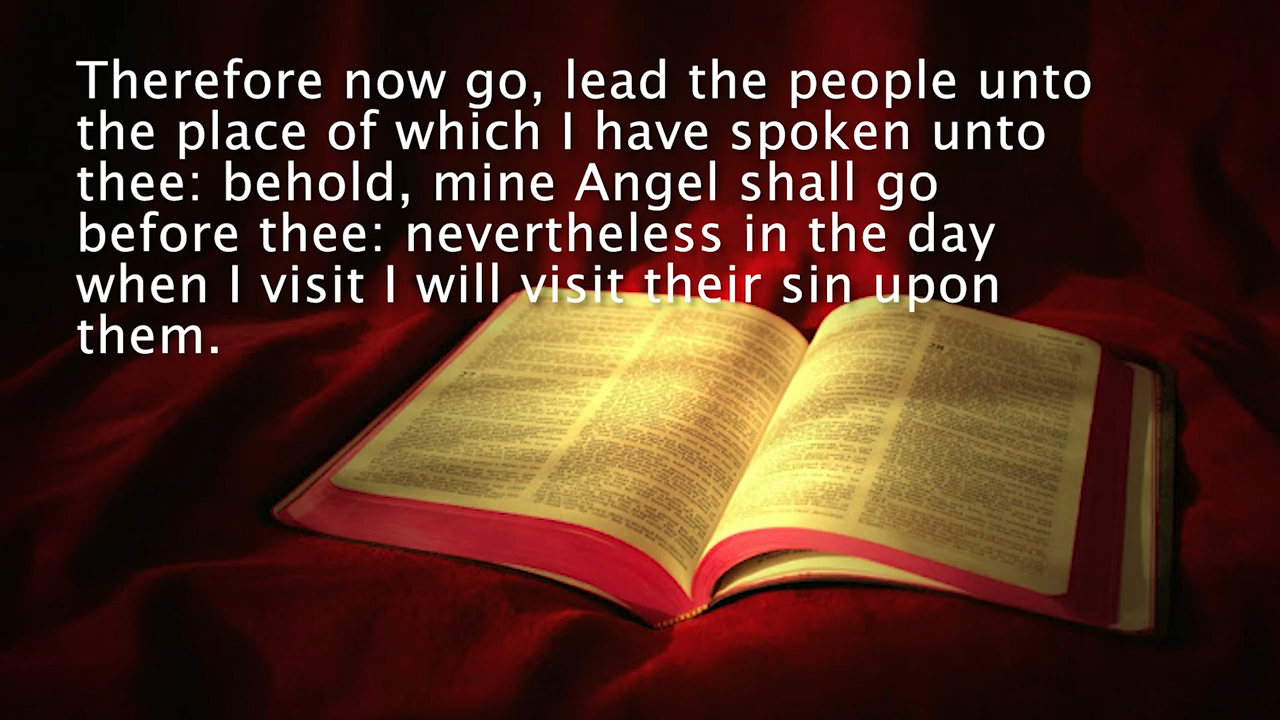 Therefore now go, lead the people unto
the place of which I have spoken unto
thee: behold, mine Angel shall go
before thee: nevertheless in the day
when I visit I will visit their sin upon
them.